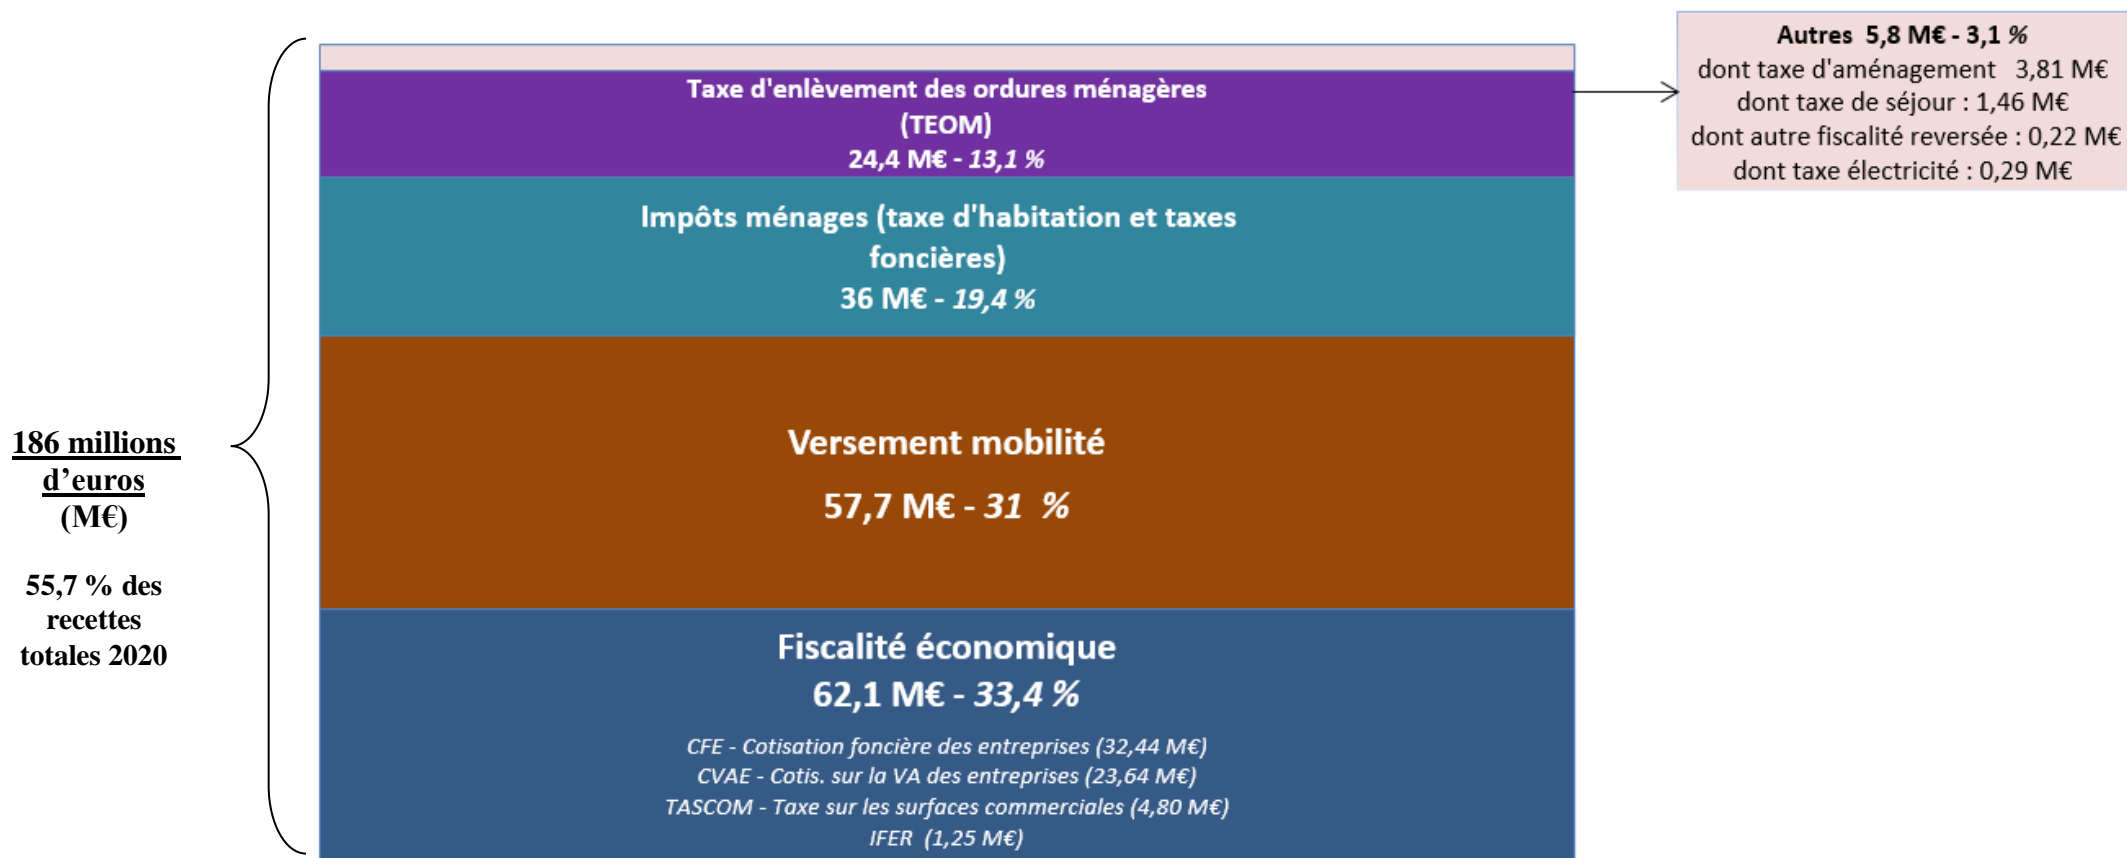 186 millions
d’euros
(M€)
55,7 % des
recettes
totales 2020
Taxe d'enlèvement des ordures ménagères
(TEOM)
24,4 M€ - 13,1 %
Impôts ménages (taxe d'habitation et taxes
foncières)
36 M€ - 19,4 %
Versement mobilité
57,7 M€ - 31 %
Fiscalité économique
62,1 M€ - 33,4 %
CFE - Cotisation foncière des entreprises (32,44 M€)
CVAE - Cotis. sur la VA des entreprises (23,64 M€)
TASCOM - Taxe sur les surfaces commerciales (4,80 M€)
IFER (1,25 M€)
Autres 5,8 M€ - 3,1 %
dont taxe d'aménagement 3,81 M€
dont taxe de séjour : 1,46 M€
dont autre fiscalité reversée : 0,22 M€
dont taxe électricité : 0,29 M€